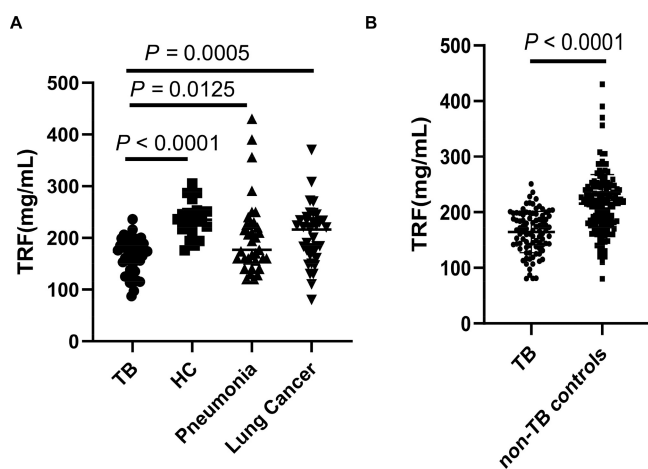 A
P = 0.0005
P = 0.0125
P < 0.0001
TRF(mg/mL)
500
400
300
200
100
0
TB
HC
Pneumonia
Lung Cancer
B
P < 0.0001
TRF(mg/mL)
500
400
300
200
100
0
TB
non-TB controls